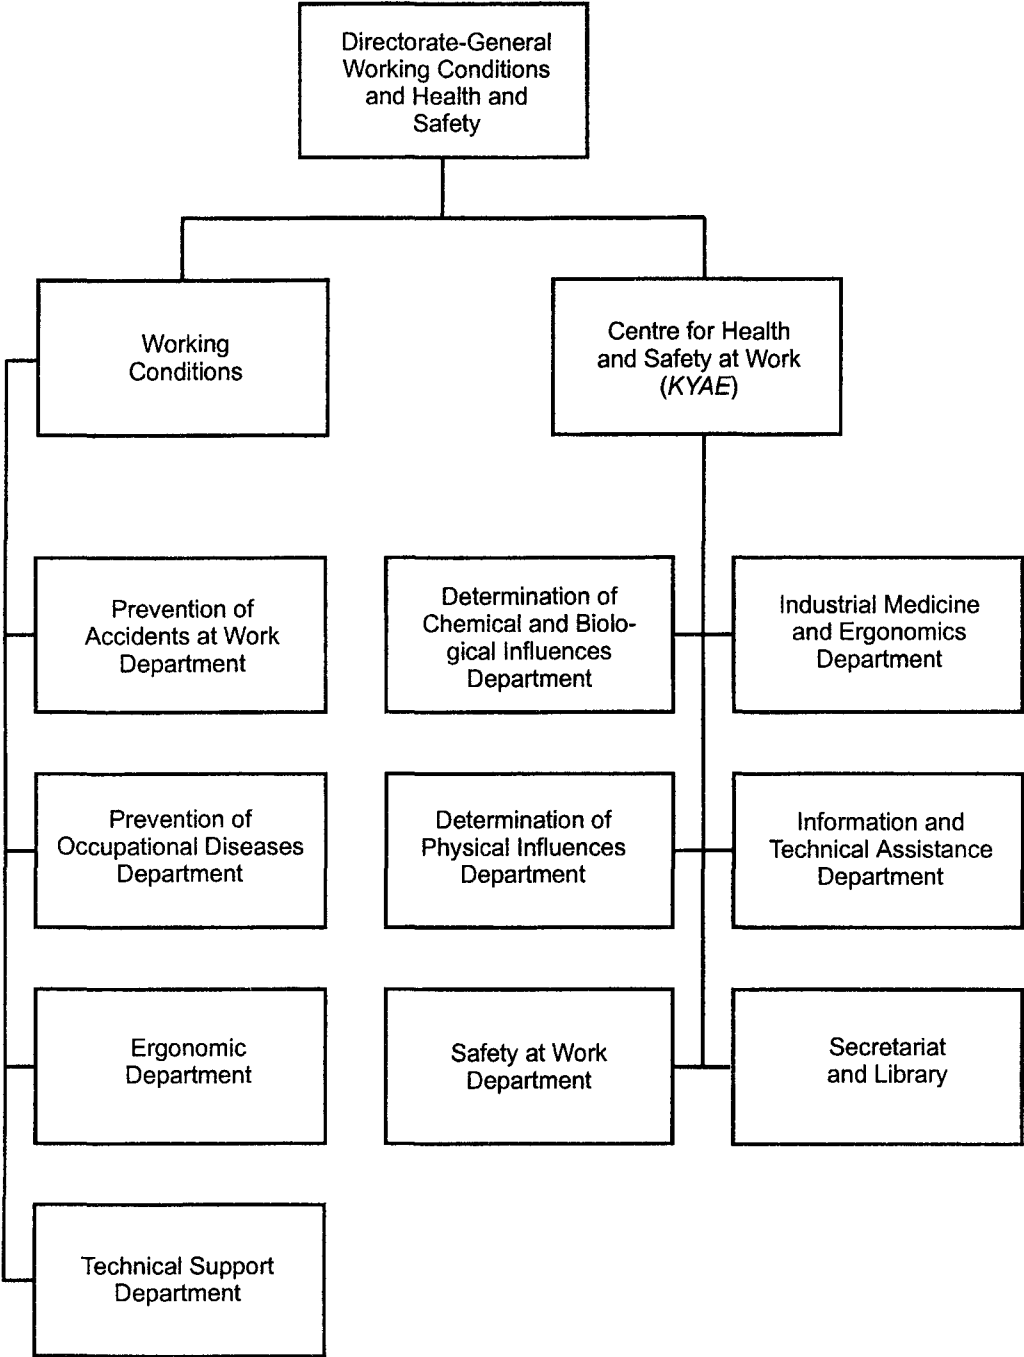 Directorate-General
Working Conditions
and Health and
Safety
Working
Conditions
Centre for Health
and Safety at Work
(KYAE)
Prevention of
Accidents at Work
Department
Determination of
Chemical and Biolo-
gical Influences
Department
Industrial Medicine
and Ergonomics
Department
Prevention of
Occupational Diseases
Department
Determination of
Physical Influences
Department
Information and
Technical Assistance
Department
Ergonomic
Department
Safety at Work
Department
Secretariat
and Library
Technical Support
Department